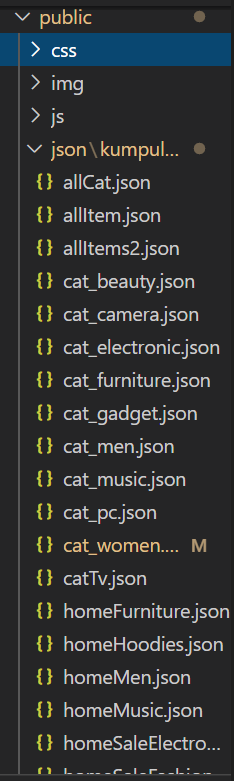 public
css
img
js
json\kumpul...
{} allCat.json
{} allItem.json
{} allItems2.json
{} cat_beauty.json
{} cat_camera.json
{} cat_electronic.json
{} cat_furniture.json
{} cat_gadget.json
{} cat_men.json
{} cat_music.json
{} cat_pc.json
{} cat_women.... M
{} catTv.json
{} homeFurniture.json
{} homeHoodies.json
{} homeMen.json
{} homeMusic.json
{} homeSaleElectro...